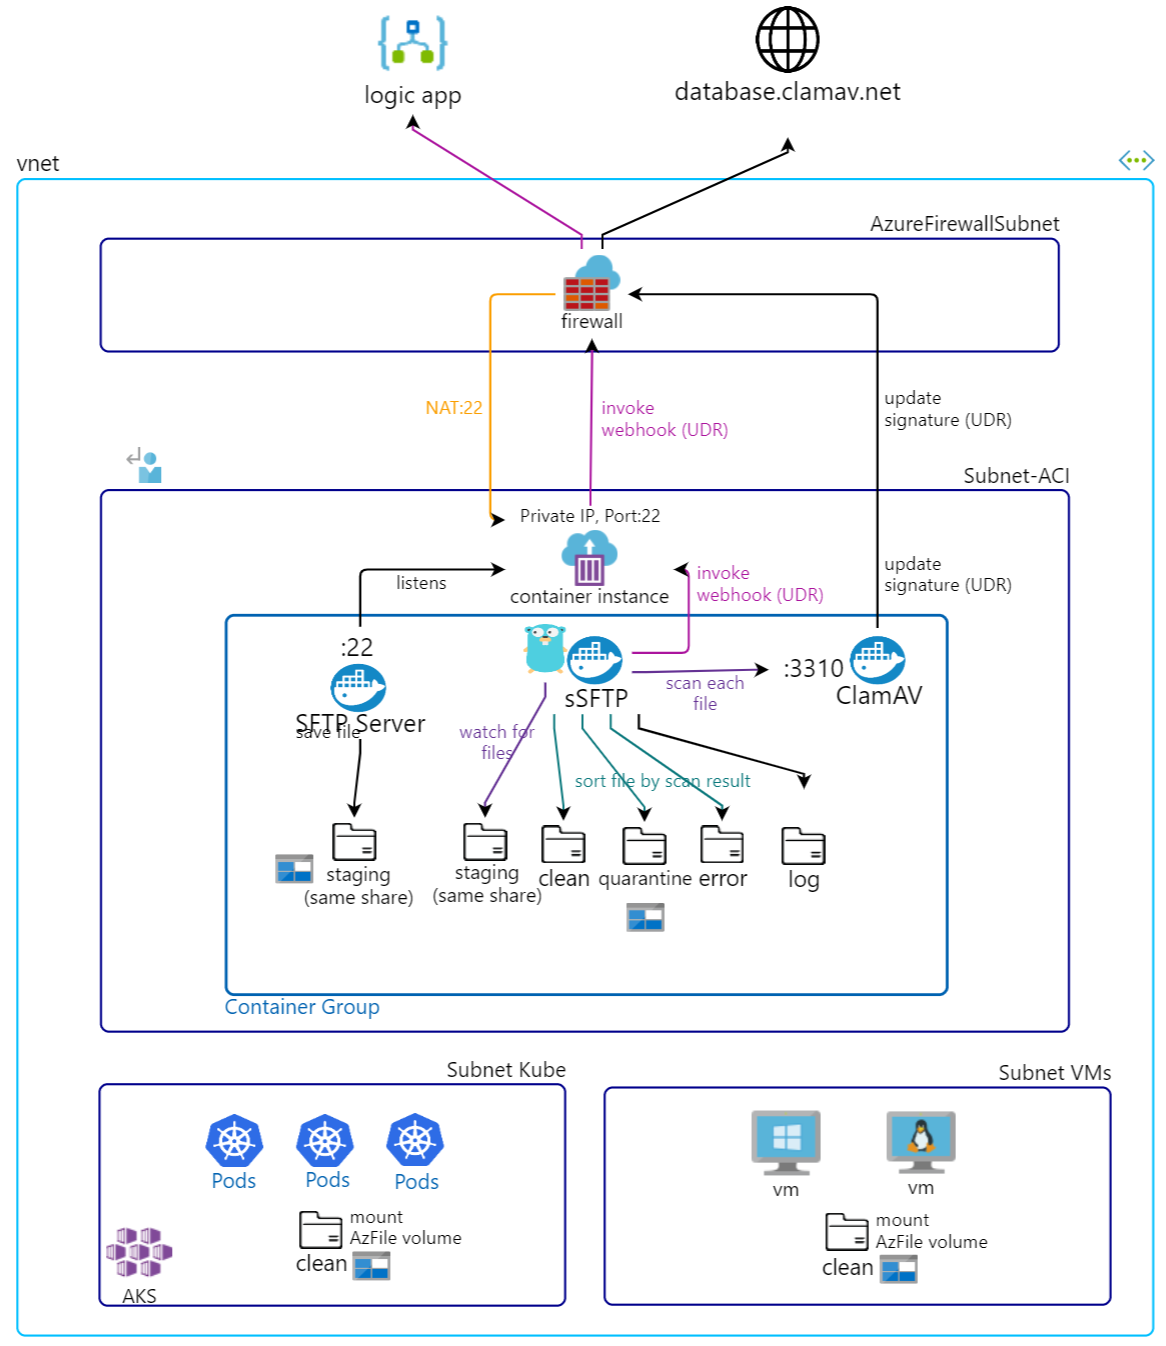 logic app
database.clamav.net
vnet
AzureFirewallSubnet
firewall
NAT:22
invoke
webhook (UDR)
update
signature (UDR)
Subnet-ACI
Private IP, Port:22
container instance
listens
invoke
webhook (UDR)
update
signature (UDR)
:22
SFTP Server
save file
sSFTP
scan each
file
:3310
ClamAV
watch for
files
sort file by scan result
staging
(same share)
staging
(same share)
clean
quarantine
error
log
Container Group
Subnet Kube
Pods
Pods
Pods
mount
AzFile volume
clean
AKS
Subnet VMs
vm
vm
mount
AzFile volume
clean